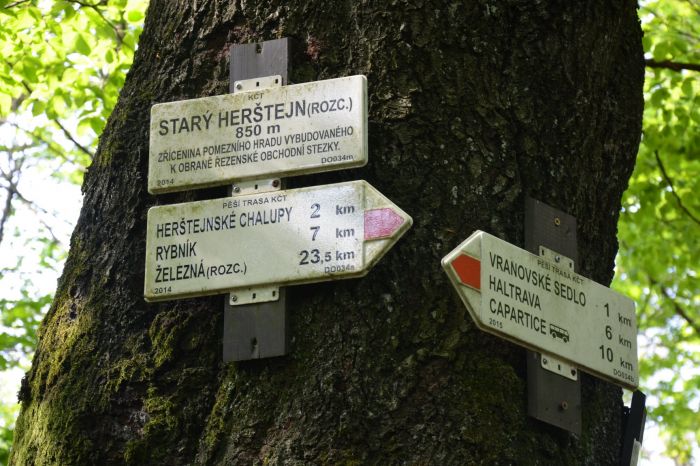 KČT
STARÝ HERŠTEJN (ROZC.)
850 m
ZŘÍCENINA POMEZNÍHO HRADU VYBUDOVANÉHO
K OBRANĚ ŘEZENSKÉ OBCHODNÍ STEZKY.
2014 DO034m
PĚŠÍ TRASA KČT
HERŠTEJNSKÉ CHALUPY 2 km
RYBNÍK 7 km
ŽELEZNÁ (ROZC.) 23,5 km
2014 DO034s
PĚŠÍ TRASA KČT
VRANOVSKÉ SEDLO 1 km
HALTRAVA 6 km
CAPARTICE 10 km
2015 DO034b